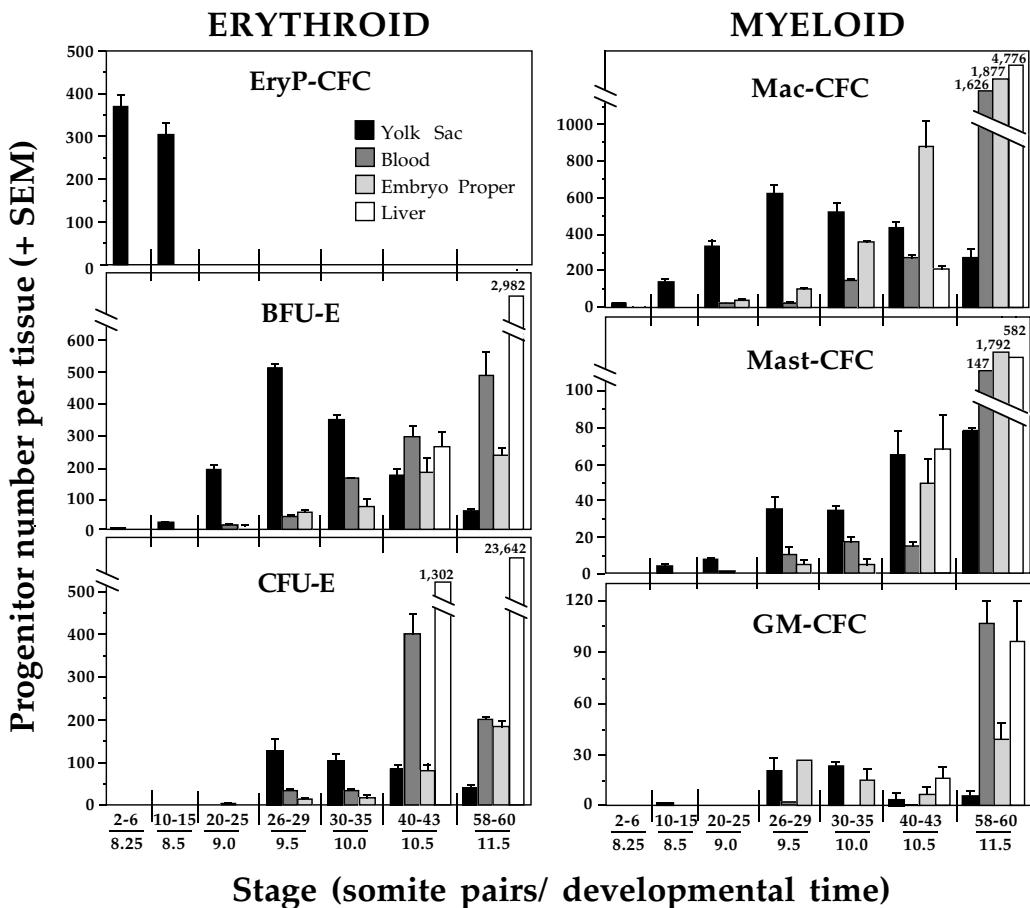 ERYTHROID
MYELOID
Progenitor number per tissue (+ SEM)
EryP-CFC
500
400
300
200
100
0
Yolk Sac
Blood
Embryo Proper
Liver
BFU-E
2,982
600
500
400
300
200
100
0
CFU-E
1,302
23,642
500
400
300
200
100
0
2-6 10-15 20-25 26-29 30-35 40-43 58-60
8.25 8.5 9.0 9.5 10.0 10.5 11.5
Mac-CFC
1,626
1,877
4,776
1000
800
600
400
200
0
Mast-CFC
147
1,792
582
100
80
60
40
20
0
GM-CFC
120
90
60
30
0
2-6 10-15 20-25 26-29 30-35 40-43 58-60
8.25 8.5 9.0 9.5 10.0 10.5 11.5
Stage (somite pairs/ developmental time)